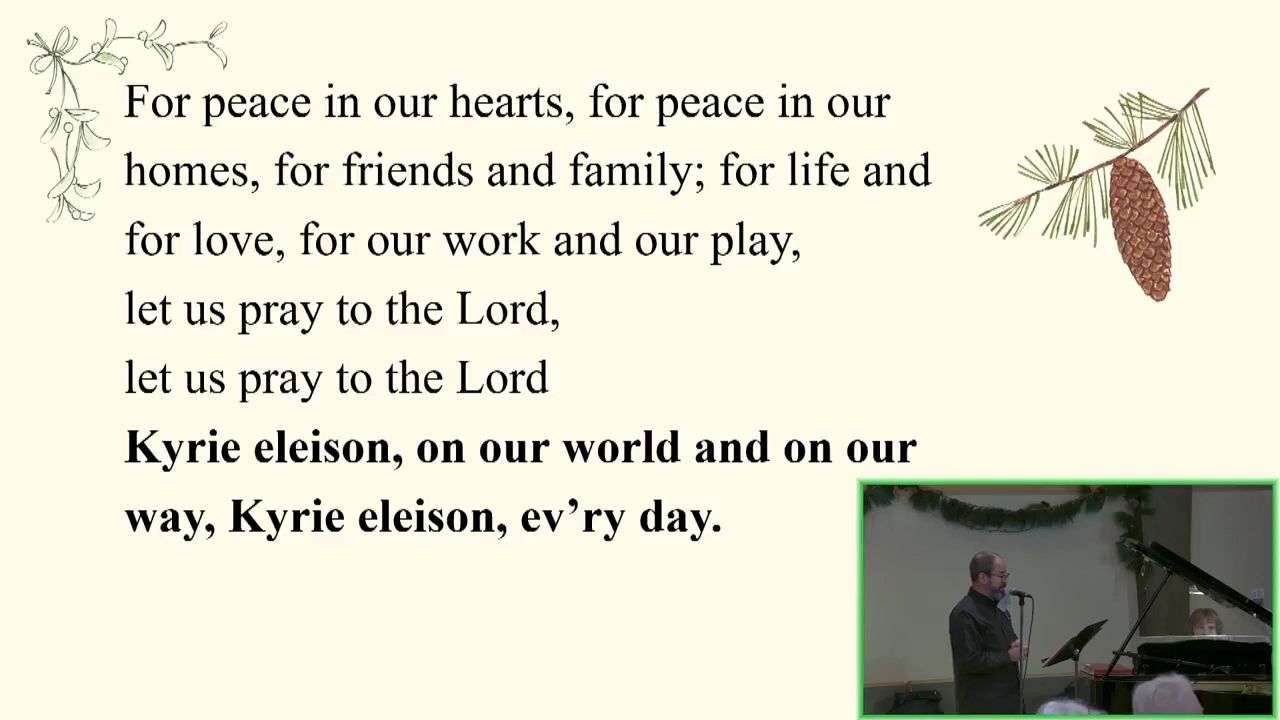 For peace in our hearts, for peace in our
homes, for friends and family; for life and
for love, for our work and our play,
let us pray to the Lord,
let us pray to the Lord
Kyrie eleison, on our world and on our
way, Kyrie eleison, ev’ry day.